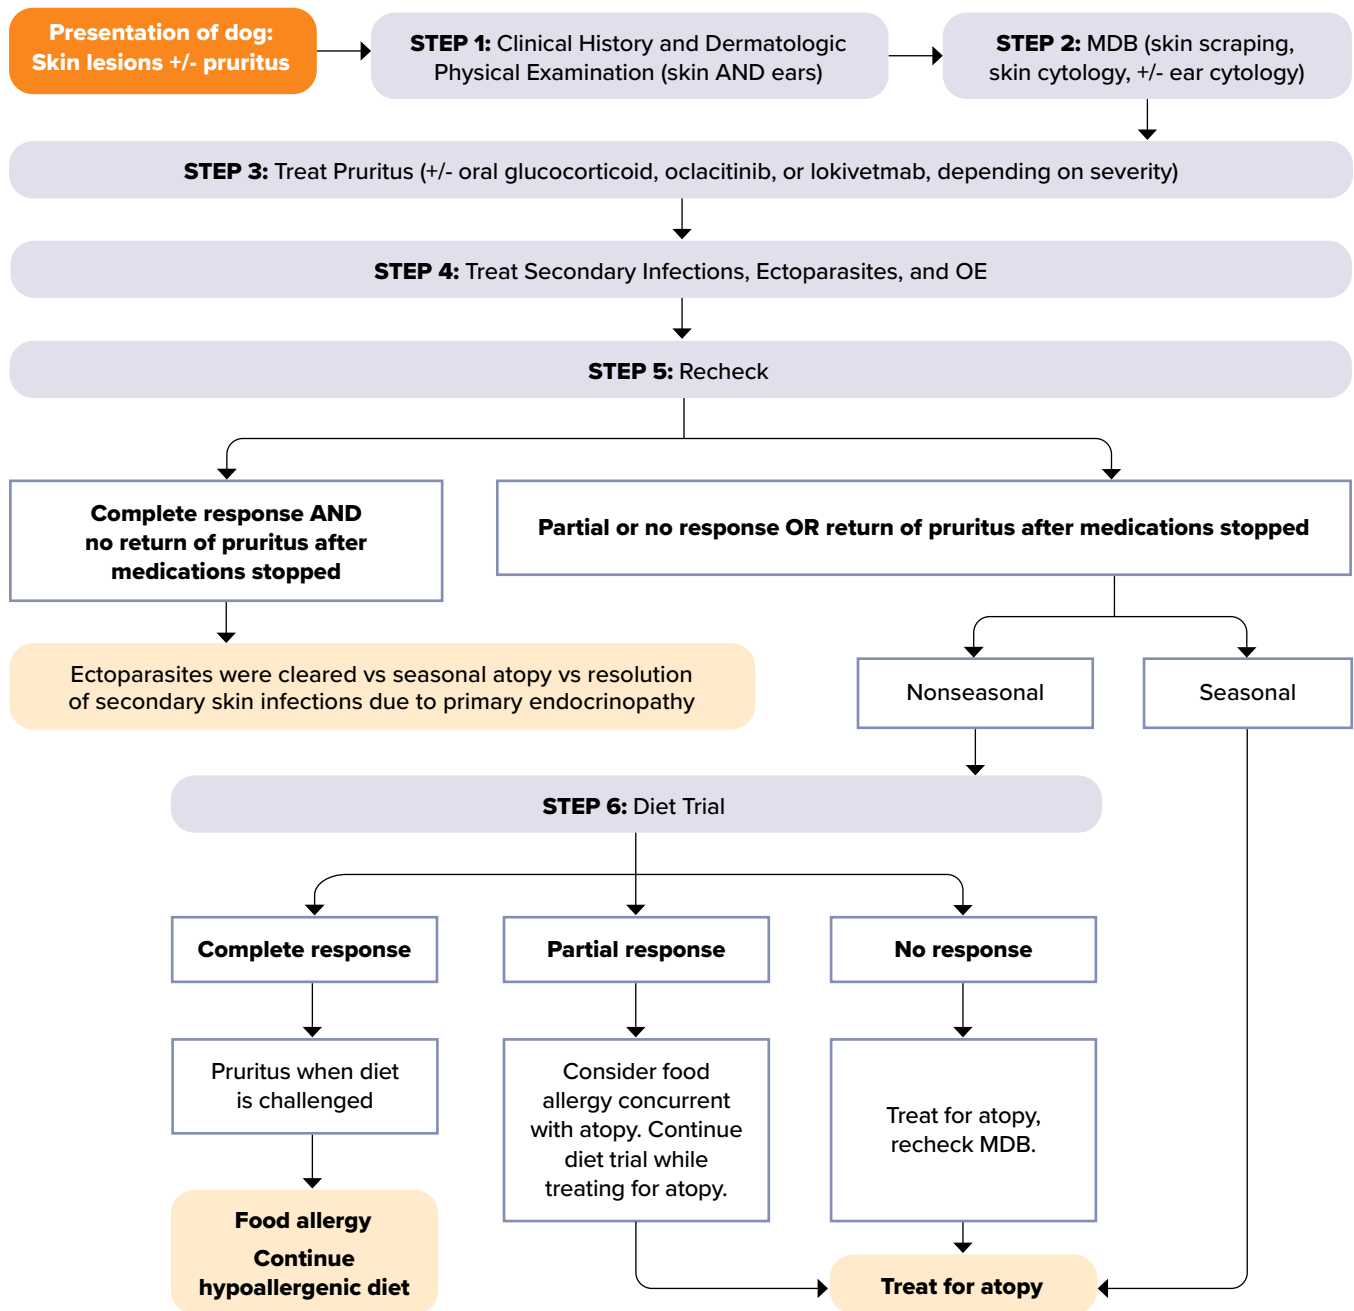 Presentation of dog:
Skin lesions +/- pruritus
STEP 1: Clinical History and Dermatologic
Physical Examination (skin AND ears)
STEP 2: MDB (skin scraping,
skin cytology, +/- ear cytology)
STEP 3: Treat Pruritus (+/- oral glucocorticoid, oclacitinib, or lokivetmab, depending on severity)
STEP 4: Treat Secondary Infections, Ectoparasites, and OE
STEP 5: Recheck
Complete response AND
no return of pruritus after
medications stopped
Partial or no response OR return of pruritus after medications stopped
Ectoparasites were cleared vs seasonal atopy vs resolution
of secondary skin infections due to primary endocrinopathy
Nonseasonal
Seasonal
STEP 6: Diet Trial
Complete response
Partial response
No response
Pruritus when diet
is challenged
Consider food
allergy concurrent
with atopy. Continue
diet trial while
treating for atopy.
Treat for atopy,
recheck MDB.
Food allergy
Continue
hypoallergenic diet
Treat for atopy